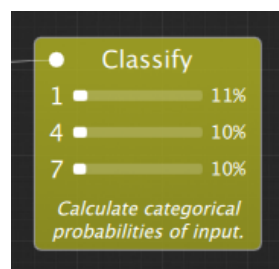 Classify
1 11%
4 10%
7 10%
Calculate categorical
probabilities of input.